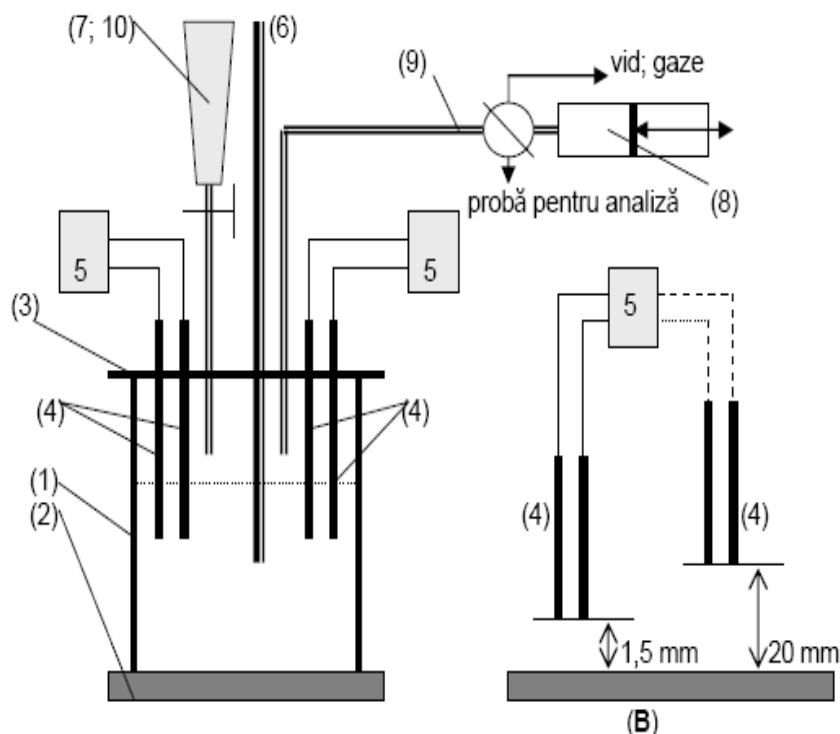 (7; 10)
(6)
(9)
vid; gaze
probă pentru analiză
(8)
5
5
5
(3)
(4)
(4)
(1)
(2)
(4)
(4)
1,5 mm
20 mm
(B)